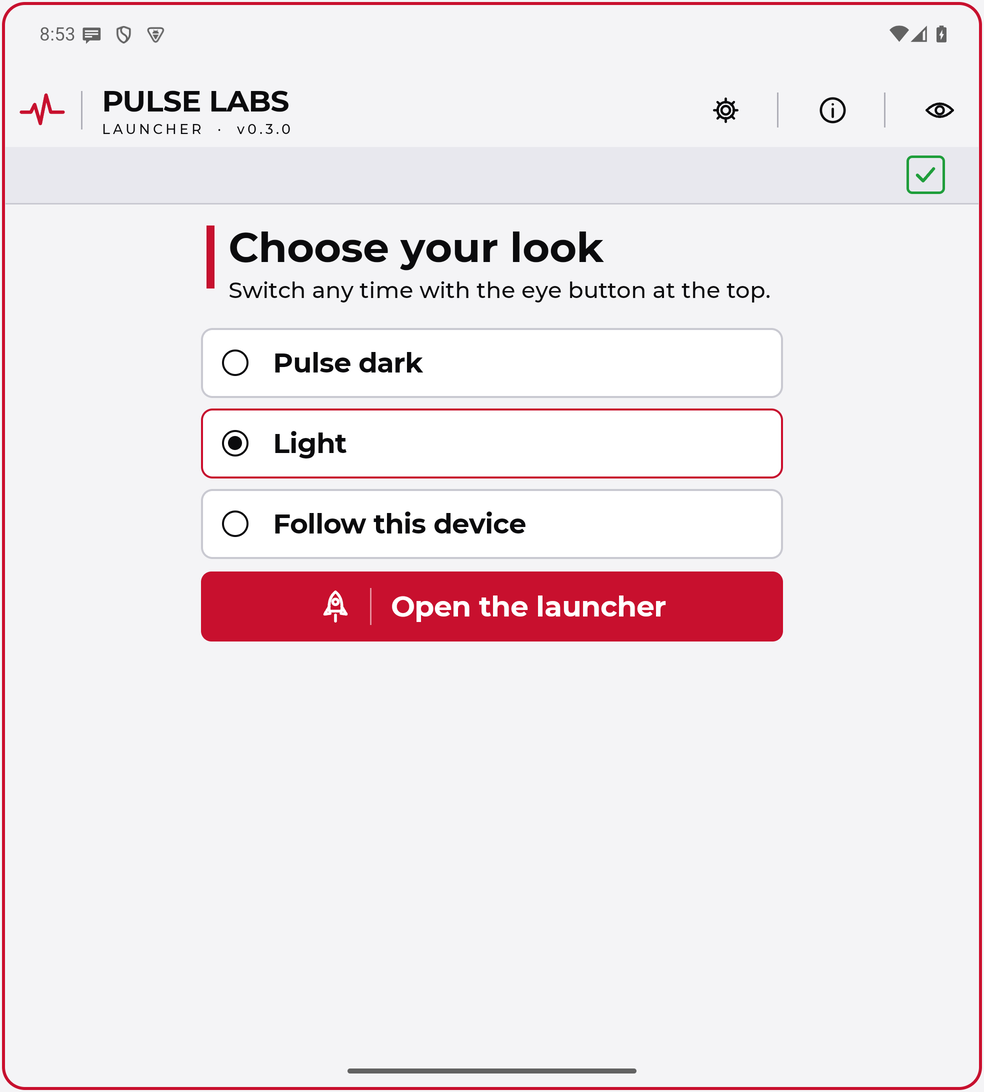 8:53
PULSE LABS
LAUNCHER · v0.3.0
Choose your look
Switch any time with the eye button at the top.
Pulse dark
Light
Follow this device
Open the launcher